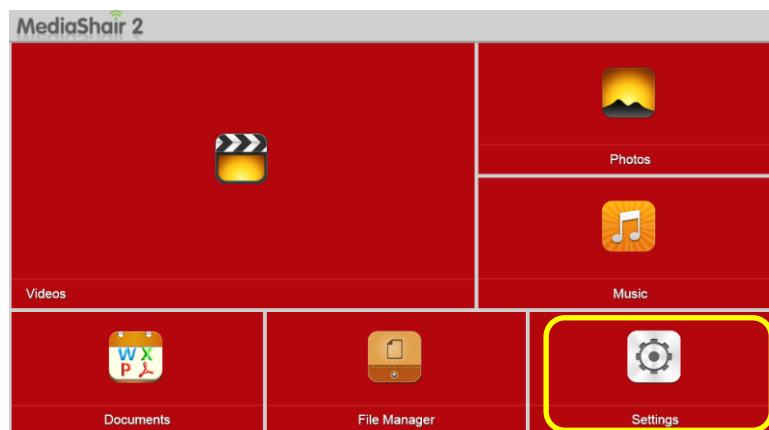 MediaShair 2
Photos
Videos
Music
W X
P
Documents
File Manager
Settings